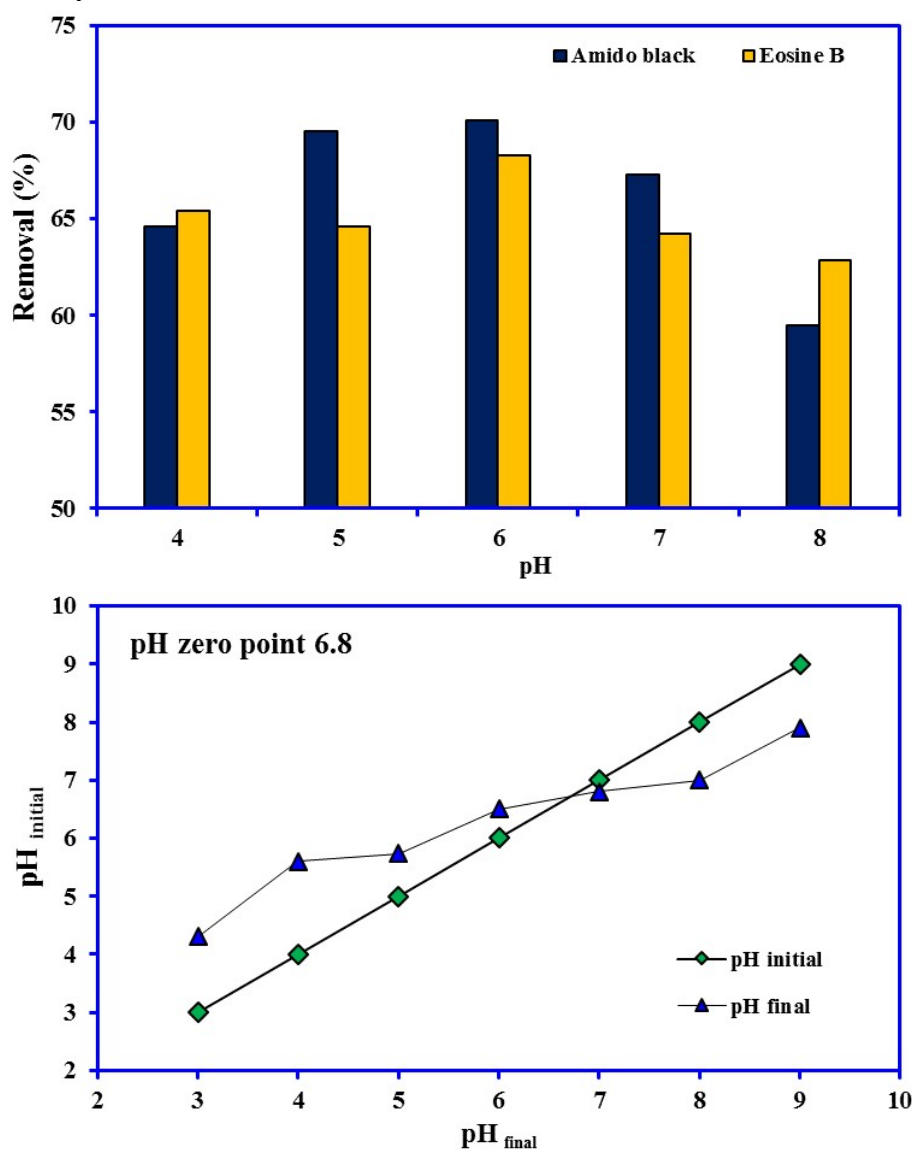 75
70
65
60
55
50
Removal (%)
Amido black
Eosine B
4 5 6 7 8
pH
10
9
8
7
6
5
4
3
2
pH initial
pH zero point 6.8
pH initial
pH final
2 3 4 5 6 7 8 9 10
pH final